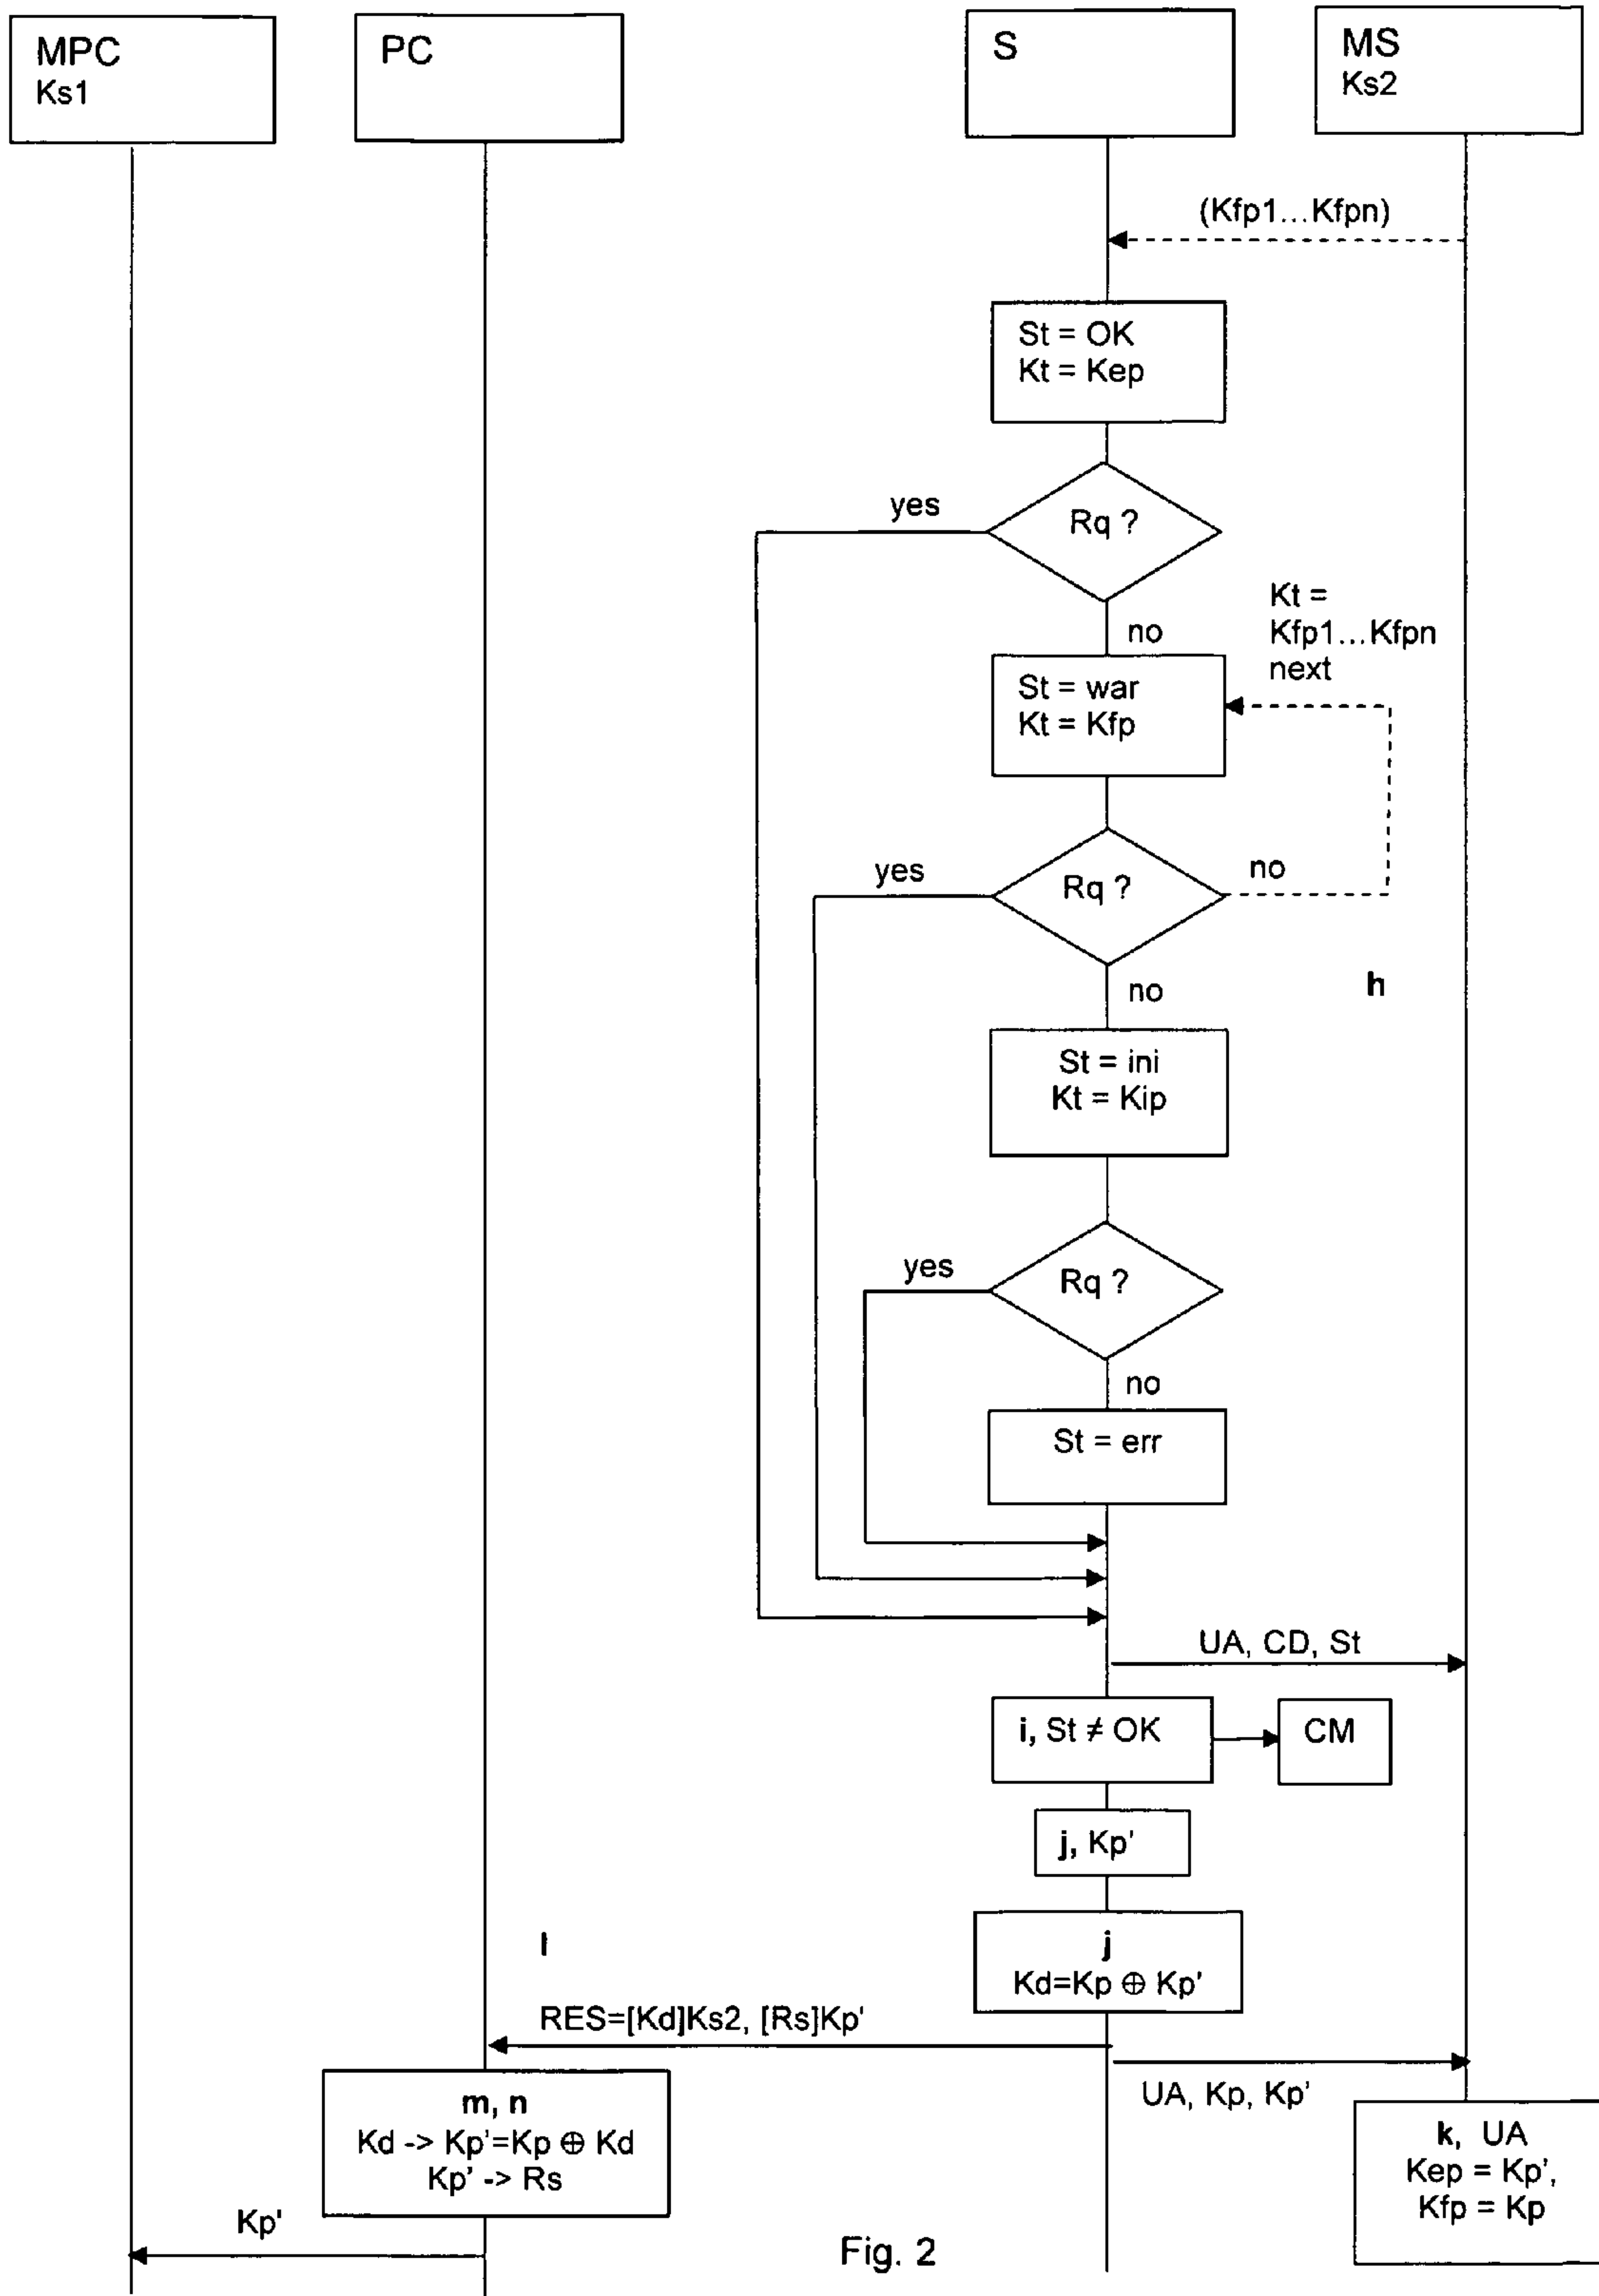 MPC
Ks1
PC
S
MS
Ks2
(Kfp1...Kfpn)
St = OK
Kt = Kep
yes
Rq ?
no
Kt =
Kfp1...Kfpn
next
St = war
Kt = Kfp
yes
Rq ?
no
no
h
St = ini
Kt = Kip
yes
Rq ?
no
St = err
UA, CD, St
i, St ≠ OK
CM
j, Kp'
l
j
Kd=Kp ⊕ Kp'
RES=[Kd]Ks2, [Rs]Kp'
UA, Kp, Kp'
m, n
Kd -> Kp'=Kp ⊕ Kd
Kp' -> Rs
k, UA
Kep = Kp',
Kfp = Kp
Kp'
Fig. 2